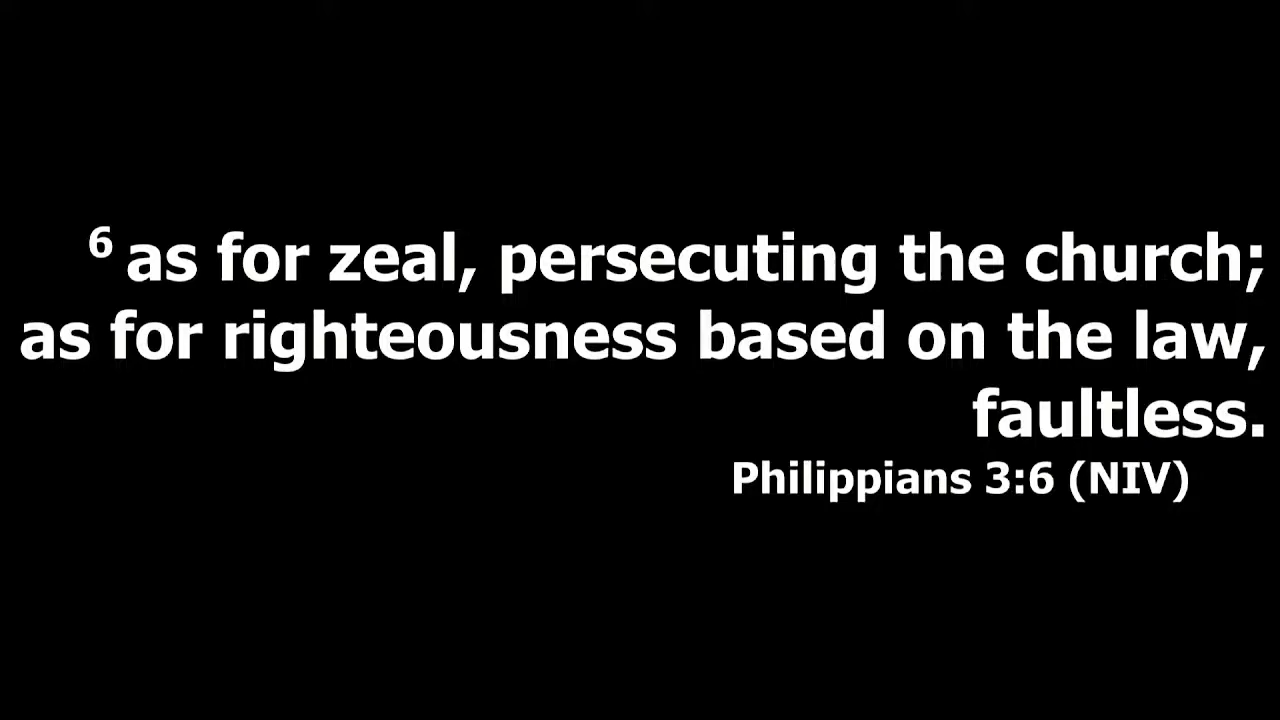 6 as for zeal, persecuting the church;
as for righteousness based on the law,
faultless.
Philippians 3:6 (NIV)